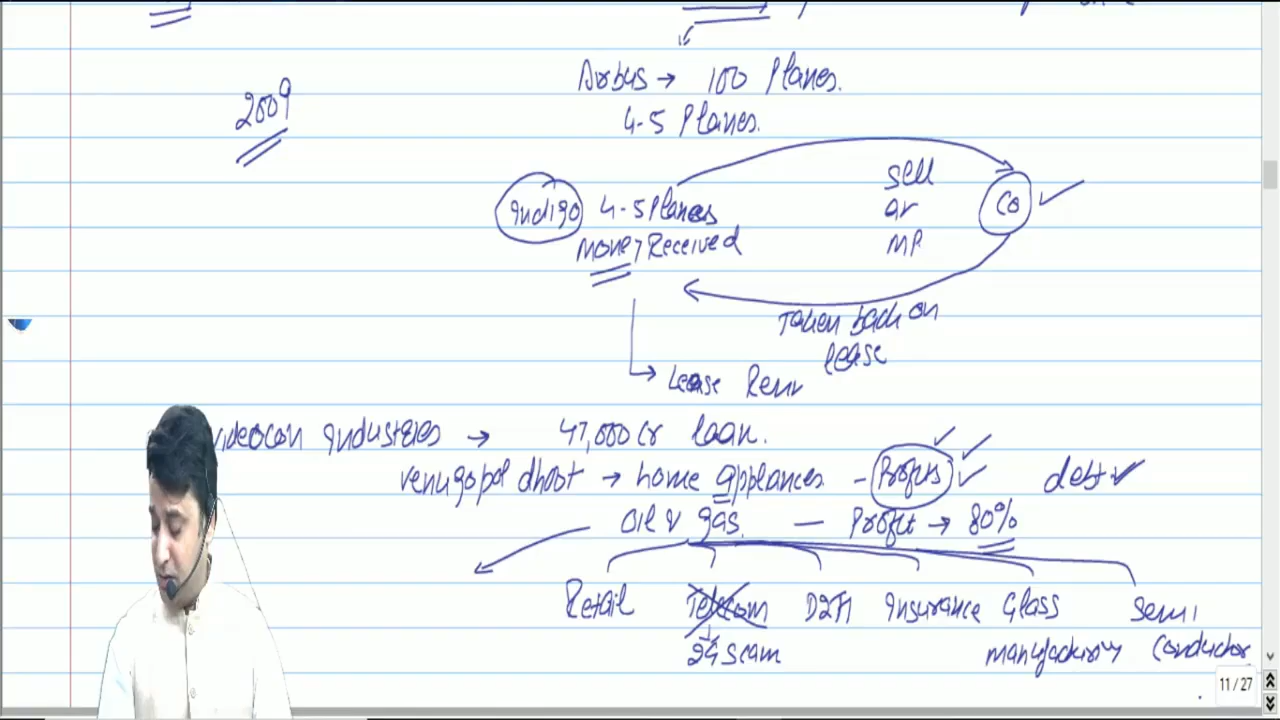 Airbus → 100 Planes.
2009
4-5 Planes.
sell
Indigo 4-5 Planes at Co
Money Received MP
Taken back on
lease
Lease Rent
videocon industries → 47,000 cr loan.
venugopal dhoot → home appliances - Profits debt
Oil & gas. — Profit → 80%
Retail Telecom D2H Insurance Glass Semi
2G scam manufacturing Conductor
11 / 27